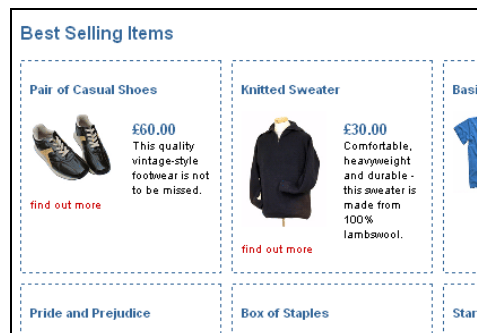 Best Selling Items
Pair of Casual Shoes
£60.00
This quality
vintage-style
footwear is not
to be missed.
find out more
Knitted Sweater
£30.00
Comfortable,
heavyweight
and durable -
this sweater is
made from
100%
lambswool.
find out more
Basi
Pride and Prejudice
Box of Staples
Star